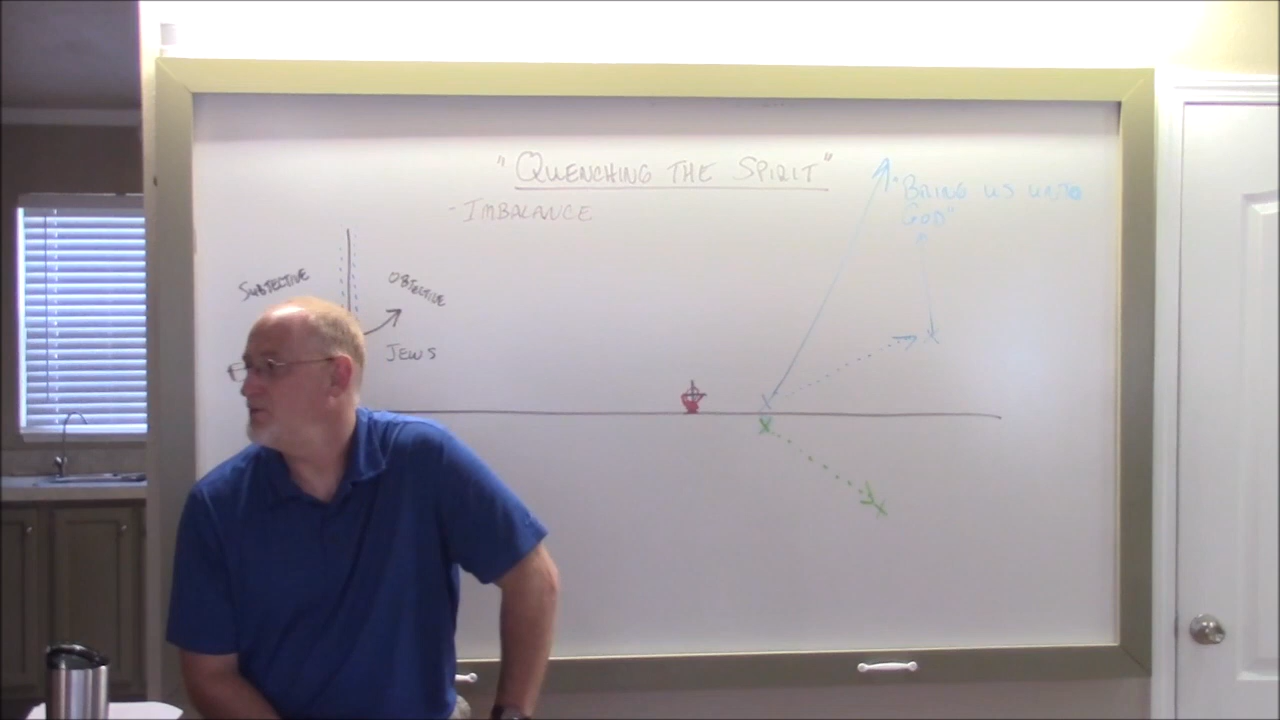 "QUENCHING THE SPIRIT"
- IMBALANCE
"BRING US UNTO
GOD"
SUBJECTIVE
OBJECTIVE
JEWS